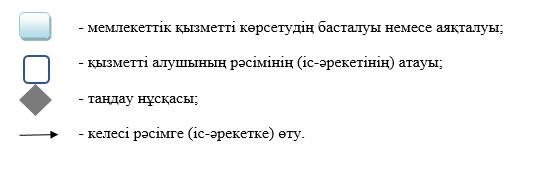 - мемлекеттік қызметті көрсетудің басталуы немесе аяқталуы;
- қызметті алушының рәсімінің (іс-әрекетінің) атауы;
- таңдау нұсқасы;
- келесі рәсімге (іс-әрекетке) өту.